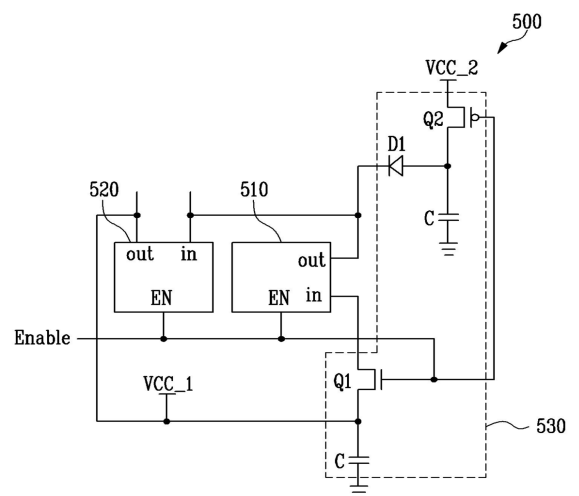 500
VCC_2
Q2
D1
520
510
C
out
in
out
in
EN
EN
Enable
Q1
VCC_1
530
C